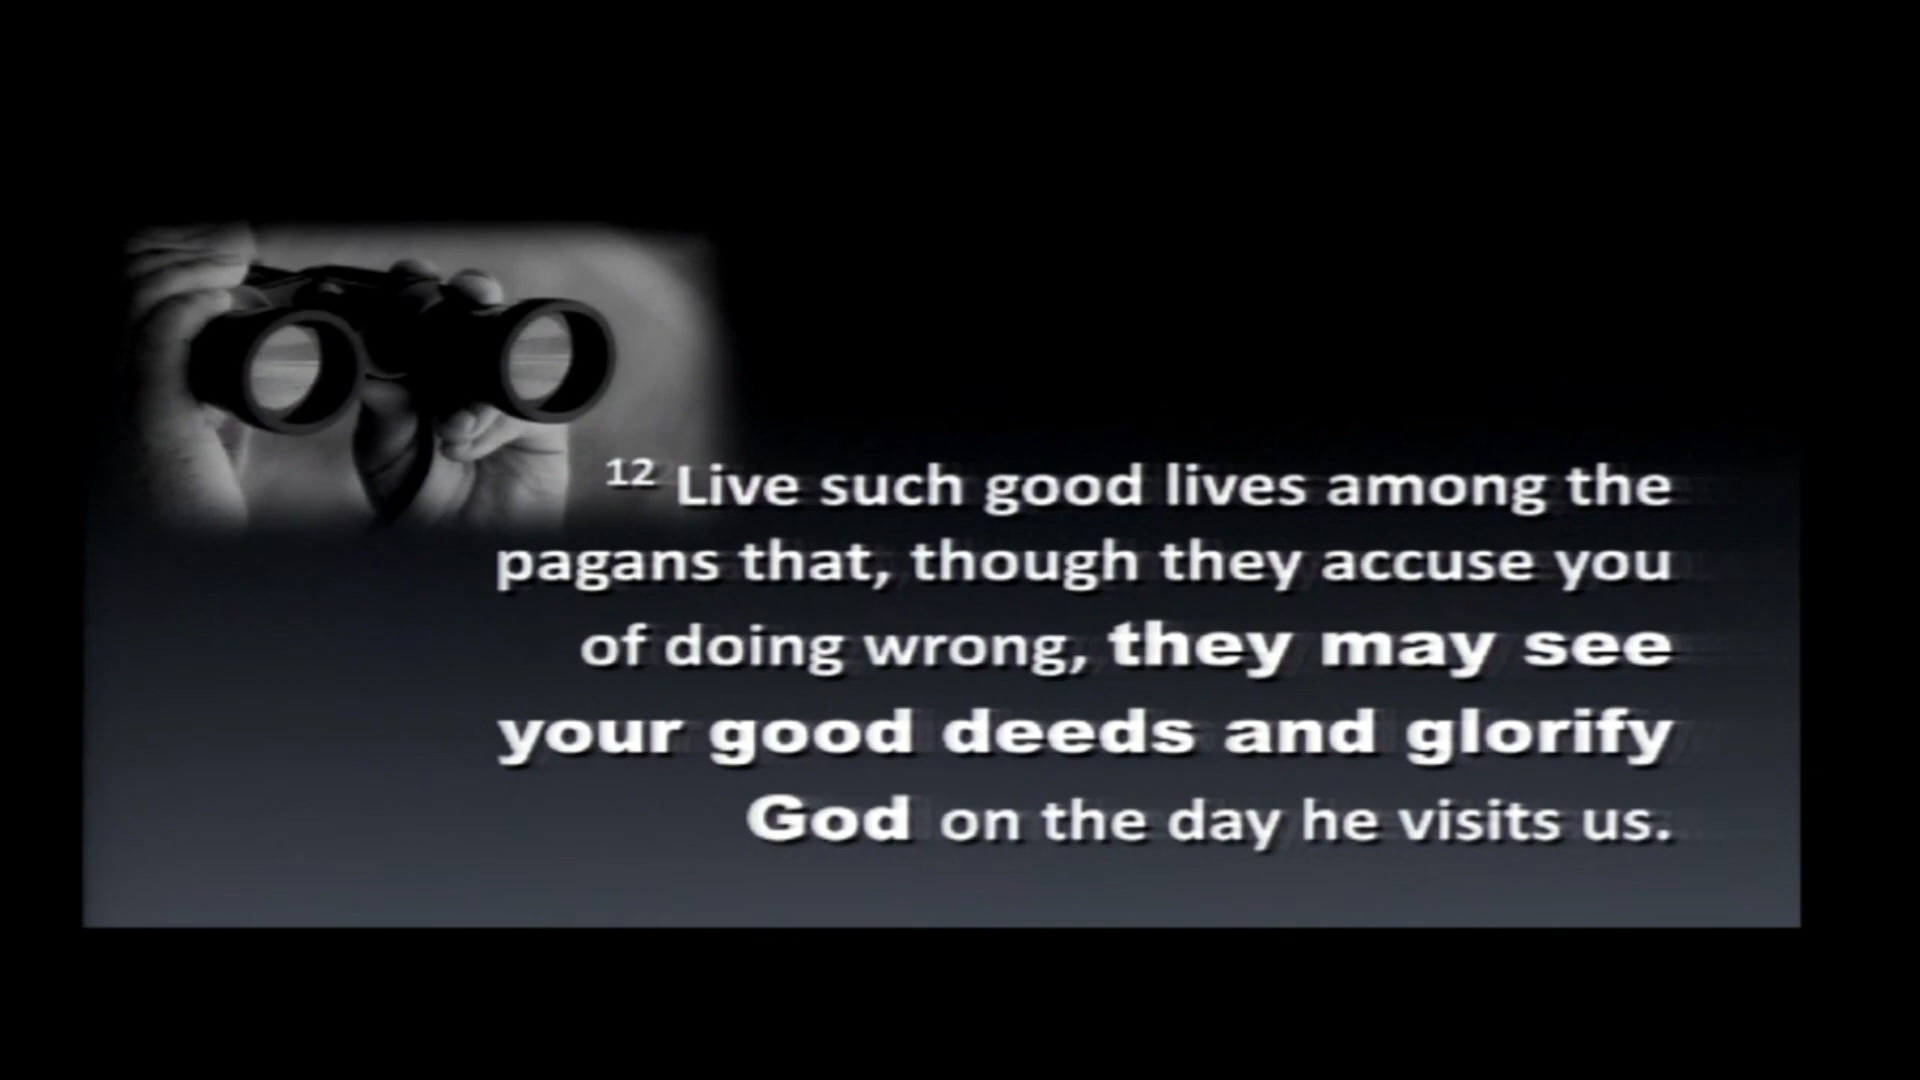 12 Live such good lives among the
pagans that, though they accuse you
of doing wrong, they may see
your good deeds and glorify
God on the day he visits us.